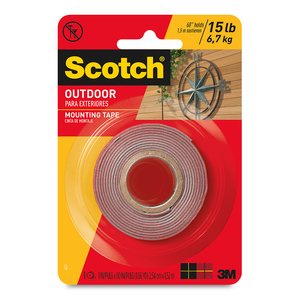 60" holds
1,5 m sostienen
15 lb
6,7 kg
Scotch
OUTDOOR
PARA EXTERIORES
MOUNTING TAPE
CINTA DE MONTAJE
3M